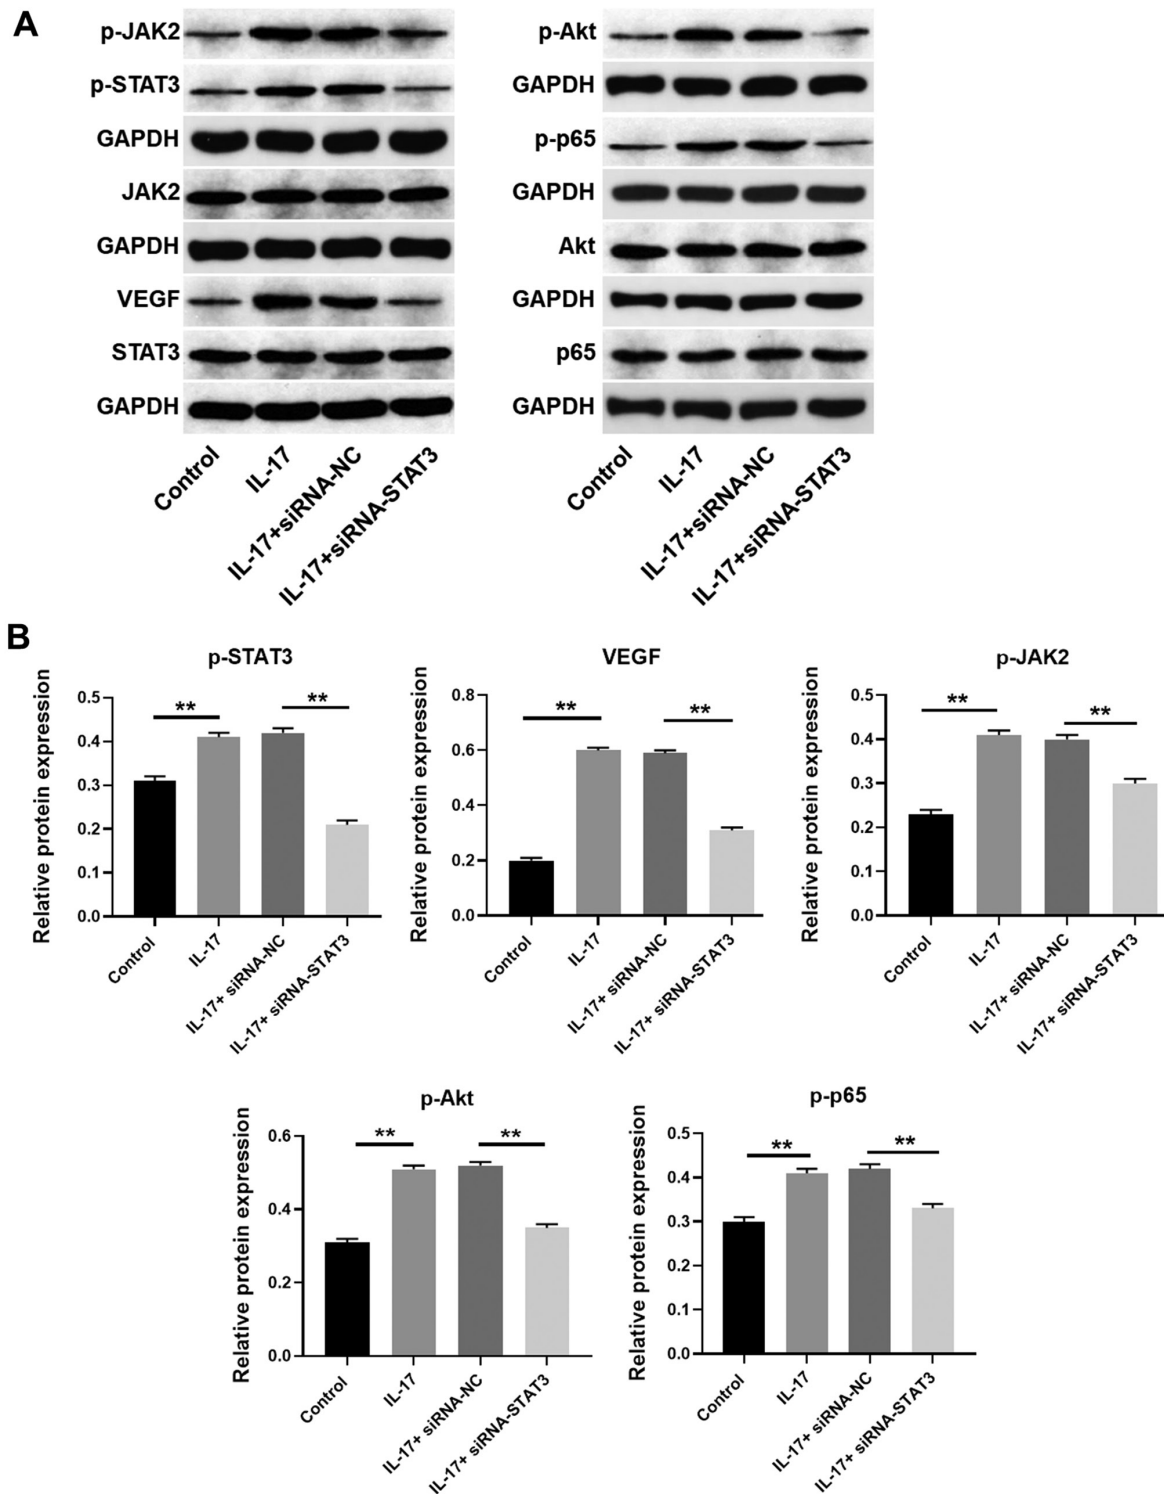 A
p-JAK2
p-STAT3
GAPDH
JAK2
GAPDH
VEGF
STAT3
GAPDH
Control
IL-17
IL-17+siRNA-NC
IL-17+siRNA-STAT3
p-Akt
GAPDH
p-p65
GAPDH
Akt
GAPDH
p65
GAPDH
Control
IL-17
IL-17+siRNA-NC
IL-17+siRNA-STAT3
B
p-STAT3
Relative protein expression
0.5
0.4
0.3
0.2
0.1
0.0
**
**
Control
IL-17
IL-17+ siRNA-NC
IL-17+ siRNA-STAT3
VEGF
Relative protein expression
0.8
0.6
0.4
0.2
0.0
**
**
Control
IL-17
IL-17+ siRNA-NC
IL-17+ siRNA-STAT3
p-JAK2
Relative protein expression
0.5
0.4
0.3
0.2
0.1
0.0
**
**
Control
IL-17
IL-17+ siRNA-NC
IL-17+ siRNA-STAT3
p-Akt
Relative protein expression
0.6
0.4
0.2
0.0
**
**
Control
IL-17
IL-17+ siRNA-NC
IL-17+ siRNA-STAT3
p-p65
Relative protein expression
0.5
0.4
0.3
0.2
0.1
0.0
**
**
Control
IL-17
IL-17+ siRNA-NC
IL-17+ siRNA-STAT3